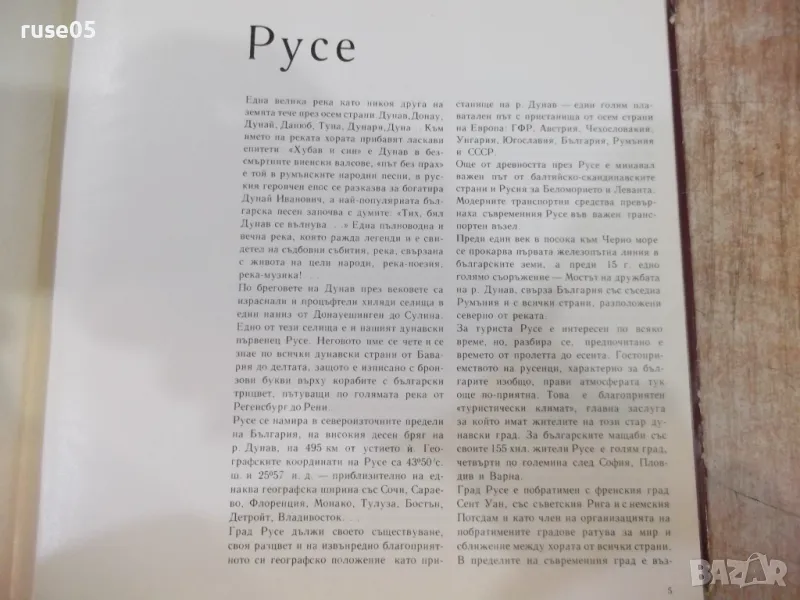 ruse05
Русе
Една велика река като никоя друга на
земята тече през осем страни. Дунав, Донау,
Дунай, Данюб, Туна, Дунаря, Дуна. Към
името на реката хората прибавят ласкави
епитети. «Хубав и син» е Дунав в без-
смъртните виенски валсове, «път без прах»
е той в румънските народни песни, в рус-
кия героичен епос се разказва за богатира
Дунай Иванович, а най-популярната бъл-
гарска песен започва с думите «Тих, бял
Дунав се вълнува . . .» Една пълноводна и
вечна река, която ражда легенди и е сви-
детел на съдбовни събития, река, свързана
с живота на цели народи, река-поезия,
река-музика! . . .
По бреговете на Дунав през вековете са
израснали и процъфтели хиляди селища в
един наниз от Донауешинген до Сулина.
Едно от тези селища е и нашият дунавски
първенец Русе. Неговото име се чете и се
знае по всички дунавски страни от Бава-
рия до делтата, защото е изписано с брон-
зови букви върху корабите с българския
трицвет, пътуващи по голямата река от
Регенсбург до Рени.
Русе се намира в североизточните предели
на България, на високия десен бряг на
р. Дунав, на 495 км от устието ѝ. Гео-
графските координати на Русе са 43°50′с.
ш. и 25°57 и. д. — приблизително на ед-
наква географска ширина със Сочи, Сарае-
во, Флоренция, Монако, Тулуза, Бостън,
Детройт, Владивосток. . .
Град Русе дължи своето съществуване,
своя разцвет и на извънредно благоприят-
ното си географско положение като при-
станище на р. Дунав — един голям пла-
вателен път с пристанища от осем страни
на Европа: ГФР, Австрия, Чехословакия,
Унгария, Югославия, България, Румъния
и СССР.
Още от древността през Русе е минавал
важен път от балтийско-скандинавските
страни и Русия за Беломорието и Леванта.
Модерните транспортни средства превър-
наха съвременния Русе във важен транс-
портен възел.
Преди един век в посока към Черно море
се прокарва първата железопътна линия в
българските земи, а преди 15 г. едно
голямо съоръжение — Мостът на дружбата
на р. Дунав, свърза България със съседна
Румъния и с всички страни, разположени
северно от реката.
За туриста Русе е интересен по всяко
време, но, разбира се, предпочитано е
времето от пролетта до есента. Гостопри-
емството на русенци, характерно за бъл-
гарите изобщо, прави атмосферата тук
още по-приятна. Това е благоприятен
«туристически климат», главна заслуга
за който имат жителите на този стар ду-
навски град. За българските мащаби със
своите 155 хил. жители Русе е голям град,
четвърти по големина след София, Плов-
див и Варна.
Град Русе е побратимен с френския град
Сент Уан, със съветския Рига и с немския
Потсдам и като член на организацията на
побратимените градове ратува за мир и
сближение между хората от всички страни.
В пределите на съвременния град е въз-
5
BAZAR.BG